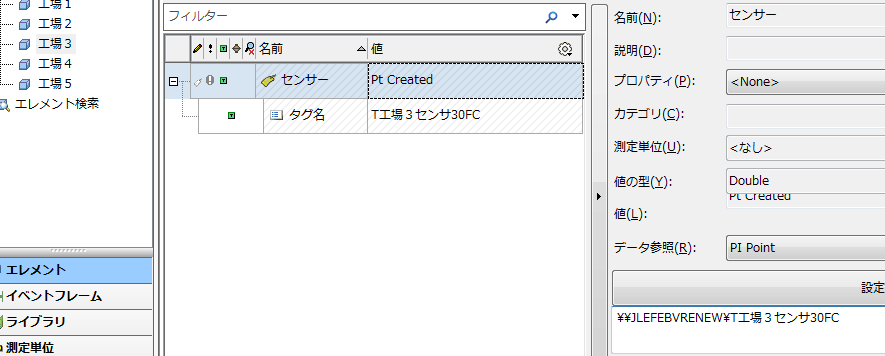 工場１
工場２
工場３
工場４
工場５
エレメント検索
エレメント
イベントフレーム
ライブラリ
測定単位
フィルター
名前 値
センサー Pt Created
タグ名 T工場３センサ30FC
名前(N): センサー
説明(D):
プロパティ(P): <None>
カテゴリ(C):
測定単位(U): <なし>
値の型(Y): Double
値(L): Pt Created
データ参照(R): PI Point
設定
¥¥JLEFEBVRENEW¥T工場３センサ30FC